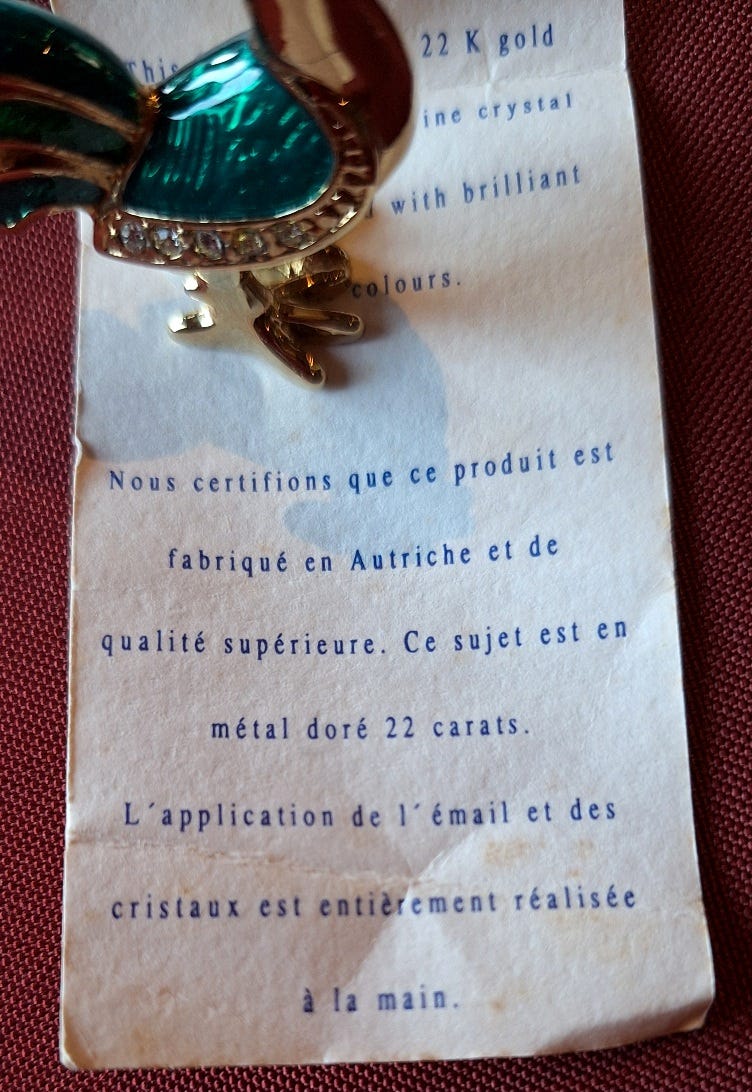 This 22 K gold
crystal
with brilliant
colours.
Nous certifions que ce produit est
fabriqué en Autriche et de
qualité supérieure. Ce sujet est en
métal doré 22 carats.
L´application de l´émail et des
cristaux est entièrement réalisée
à la main.